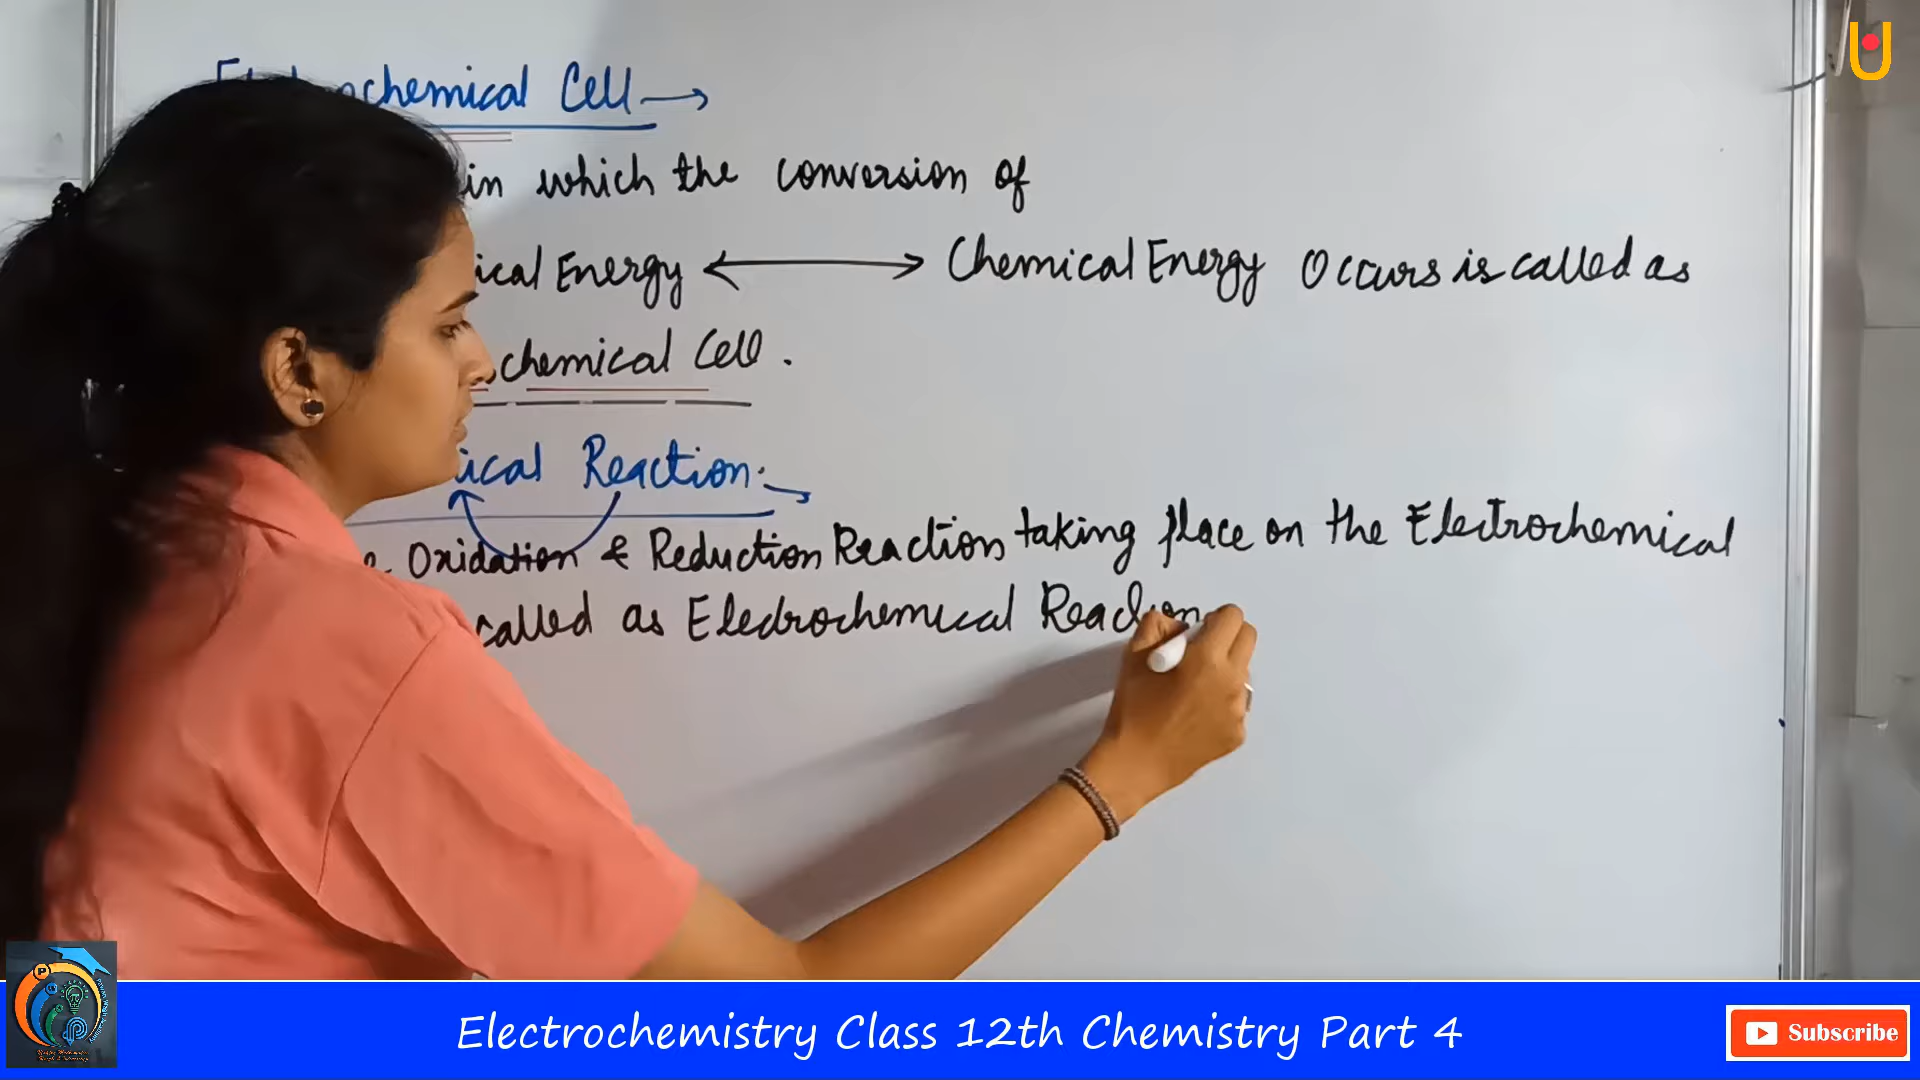 chemical Cell →
in which the conversion of
ical Energy ⟷ Chemical Energy Occurs is called as
chemical Cell.
ical Reaction:→
Oxidation & Reduction Reaction taking place on the Electrochemical
called as Electrochemical Reaction
Electrochemistry Class 12th Chemistry Part 4
Subscribe